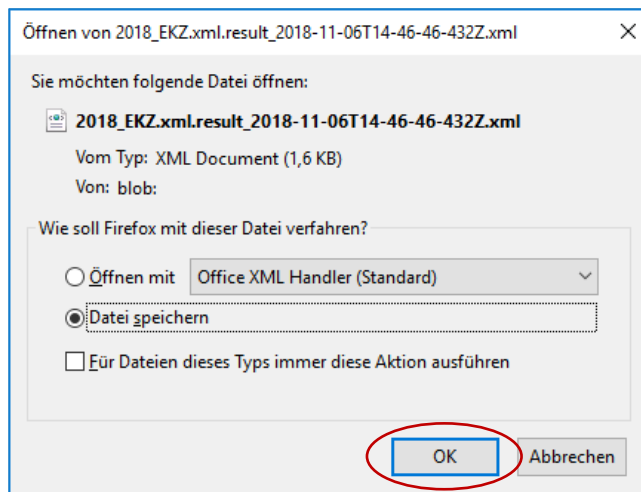 Öffnen von 2018_EKZ.xml.result_2018-11-06T14-46-46-432Z.xml
Sie möchten folgende Datei öffnen:
2018_EKZ.xml.result_2018-11-06T14-46-46-432Z.xml
Vom Typ: XML Document (1,6 KB)
Von: blob:
Wie soll Firefox mit dieser Datei verfahren?
Öffnen mit Office XML Handler (Standard)
Datei speichern
Für Dateien dieses Typs immer diese Aktion ausführen
OK Abbrechen